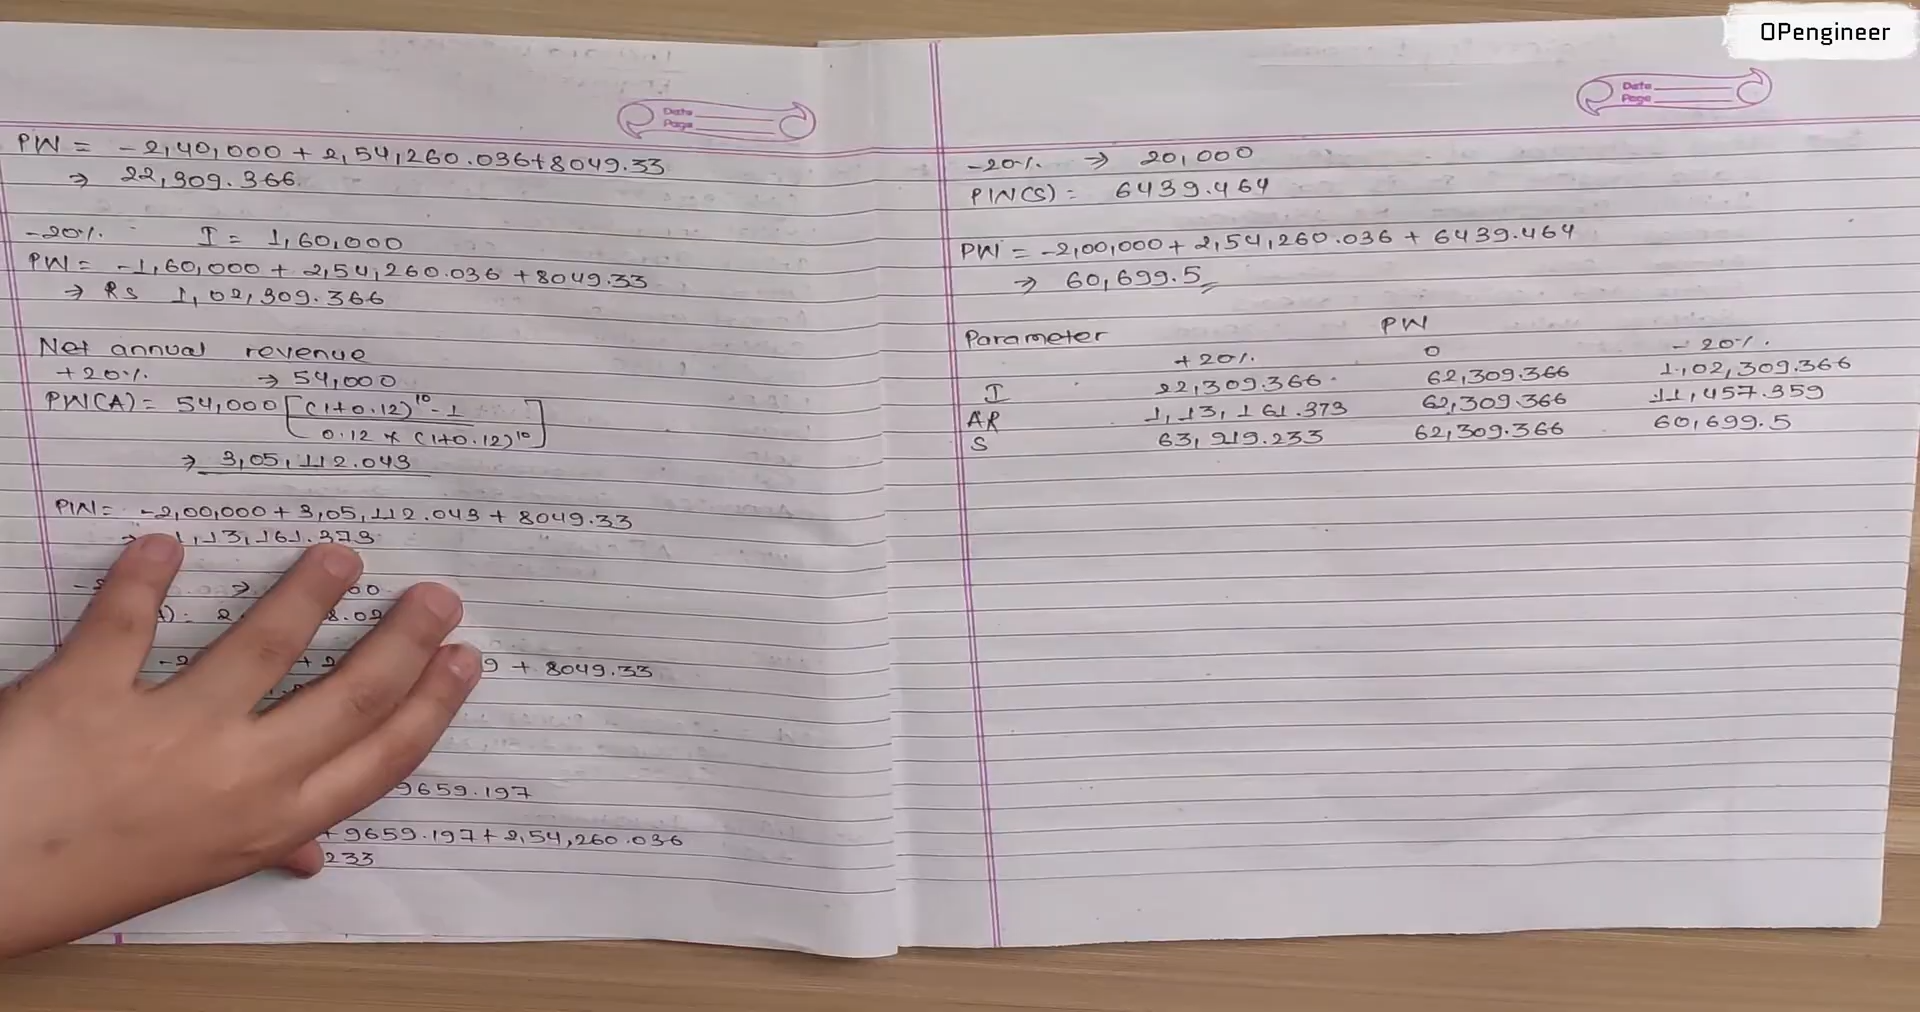 OPengineer
Date
Page
PW = -2,40,000 + 2,54,260.036+8049.33
⇒ 22,309.366
-20%. I = 1,60,000
PW = -1,60,000 + 2,54,260.036 + 8049.33
⇒ RS 1,02,309.366
Net annual revenue
+20%. ⇒ 54,000
PW(A) = 54,000 [(1+0.12)^10 - 1
0.12 * (1+0.12)^10]
⇒ 3,05,112.043
PW = -2,00,000 + 3,05,112.043 + 8049.33
1,13,161.373
⇒
9 + 8049.33
9659.197
+9659.197+2,54,260.036
233
Date
Page
-20%. ⇒ 20,000
PW(S) = 6439.464
PW = -2,00,000 + 2,54,260.036 + 6439.464
⇒ 60,699.5
Parameter PW
+20%. 0 -20%.
I 22,309.366 62,309.366 1,02,309.366
AR 1,13,161.373 62,309.366 11,457.359
S 63,919.233 62,309.366 60,699.5